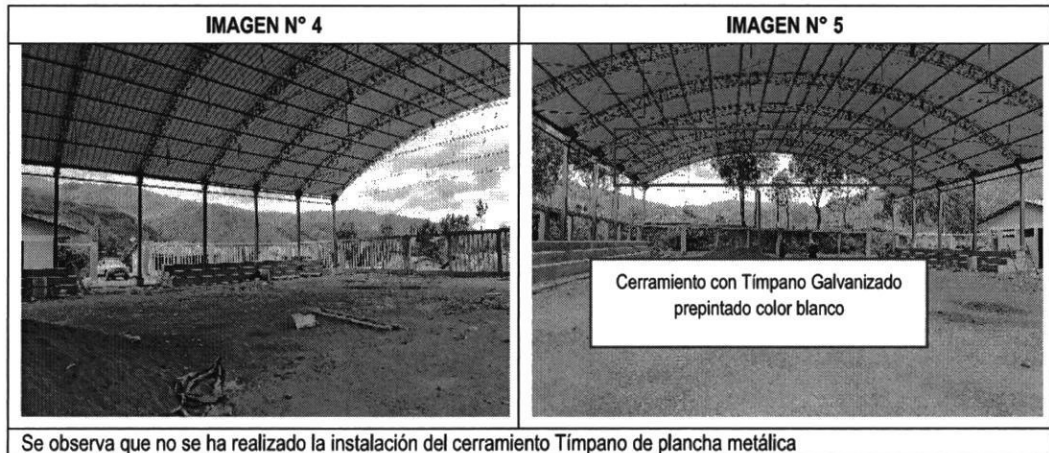 IMAGEN N° 4
IMAGEN N° 5
Cerramiento con Tímpano Galvanizado
prepintado color blanco
Se observa que no se ha realizado la instalación del cerramiento Tímpano de plancha metálica